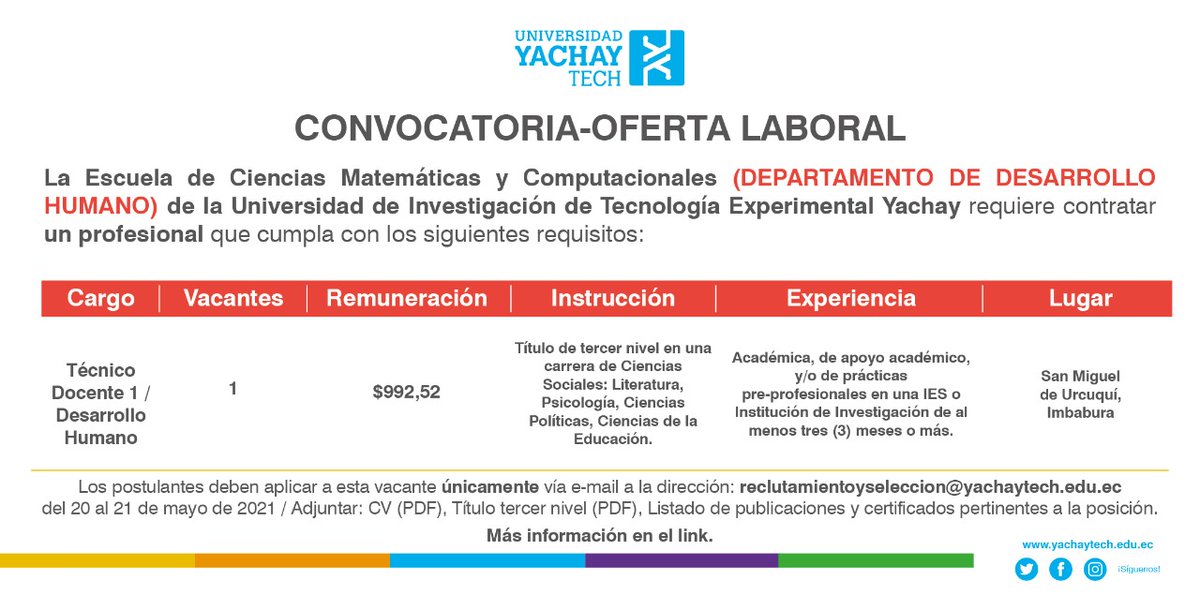 UNIVERSIDAD
YACHAY
TECH
CONVOCATORIA-OFERTA LABORAL
La Escuela de Ciencias Matemáticas y Computacionales (DEPARTAMENTO DE DESARROLLO
HUMANO) de la Universidad de Investigación de Tecnología Experimental Yachay requiere contratar
un profesional que cumpla con los siguientes requisitos:
Cargo Vacantes Remuneración Instrucción Experiencia Lugar
Técnico
Docente 1 /
Desarrollo
Humano
1
$992,52
Título de tercer nivel en una
carrera de Ciencias
Sociales: Literatura,
Psicología, Ciencias
Políticas, Ciencias de la
Educación.
Académica, de apoyo académico,
y/o de prácticas
pre-profesionales en una IES o
Institución de Investigación de al
menos tres (3) meses o más.
San Miguel
de Urcuquí,
Imbabura
Los postulantes deben aplicar a esta vacante únicamente vía e-mail a la dirección: reclutamientoyseleccion@yachaytech.edu.ec
del 20 al 21 de mayo de 2021 / Adjuntar: CV (PDF), Título tercer nivel (PDF), Listado de publicaciones y certificados pertinentes a la posición.
Más información en el link.
www.yachaytech.edu.ec
¡Síguenos!